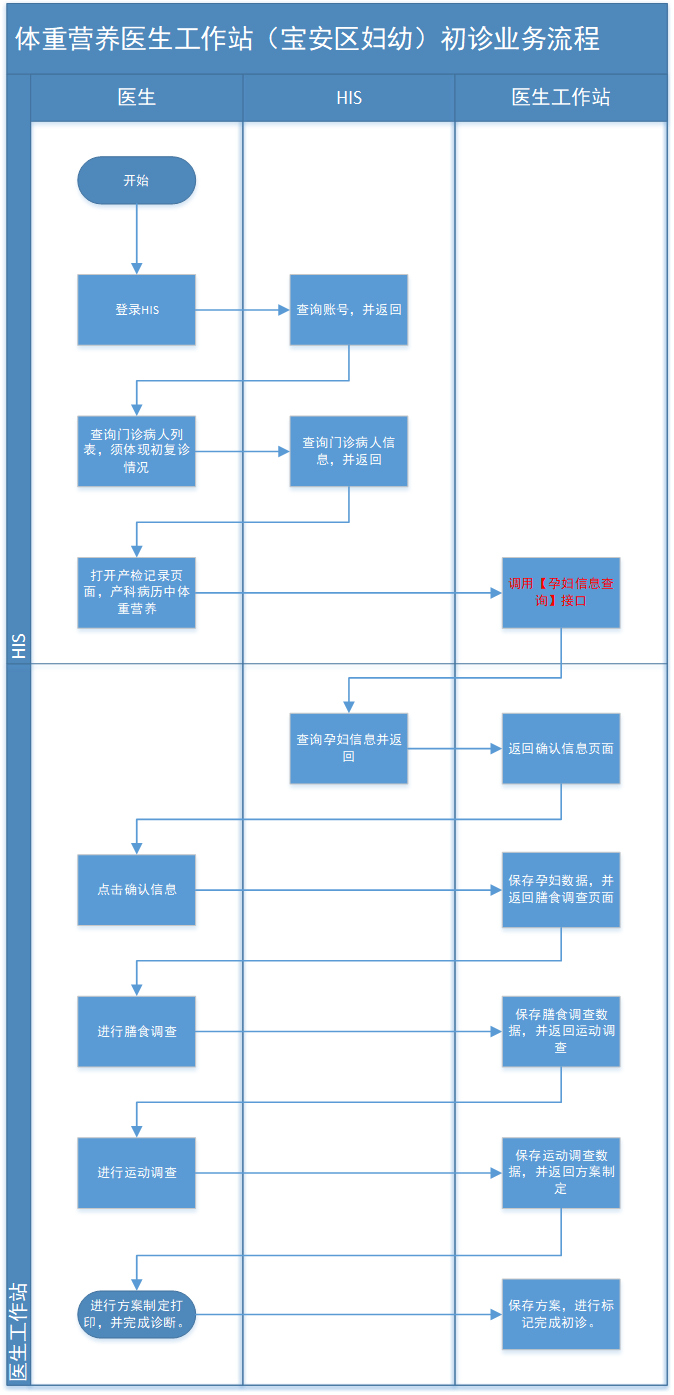 体重营养医生工作站（宝安区妇幼）初诊业务流程
医生
HIS
医生工作站
开始
登录HIS
查询账号，并返回
查询门诊病人列
表，须体现初复诊
情况
查询门诊病人信
息，并返回
打开产检记录页
面，产科病历中体
重营养
调用【孕妇信息查
询】接口
HIS
查询孕妇信息并返
回
返回确认信息页面
点击确认信息
保存孕妇数据，并
返回膳食调查页面
进行膳食调查
保存膳食调查数
据，并返回运动调
查
进行运动调查
保存运动调查数
据，并返回方案制
定
进行方案制定打
印，并完成诊断。
保存方案，进行标
记完成初诊。
医生工作站